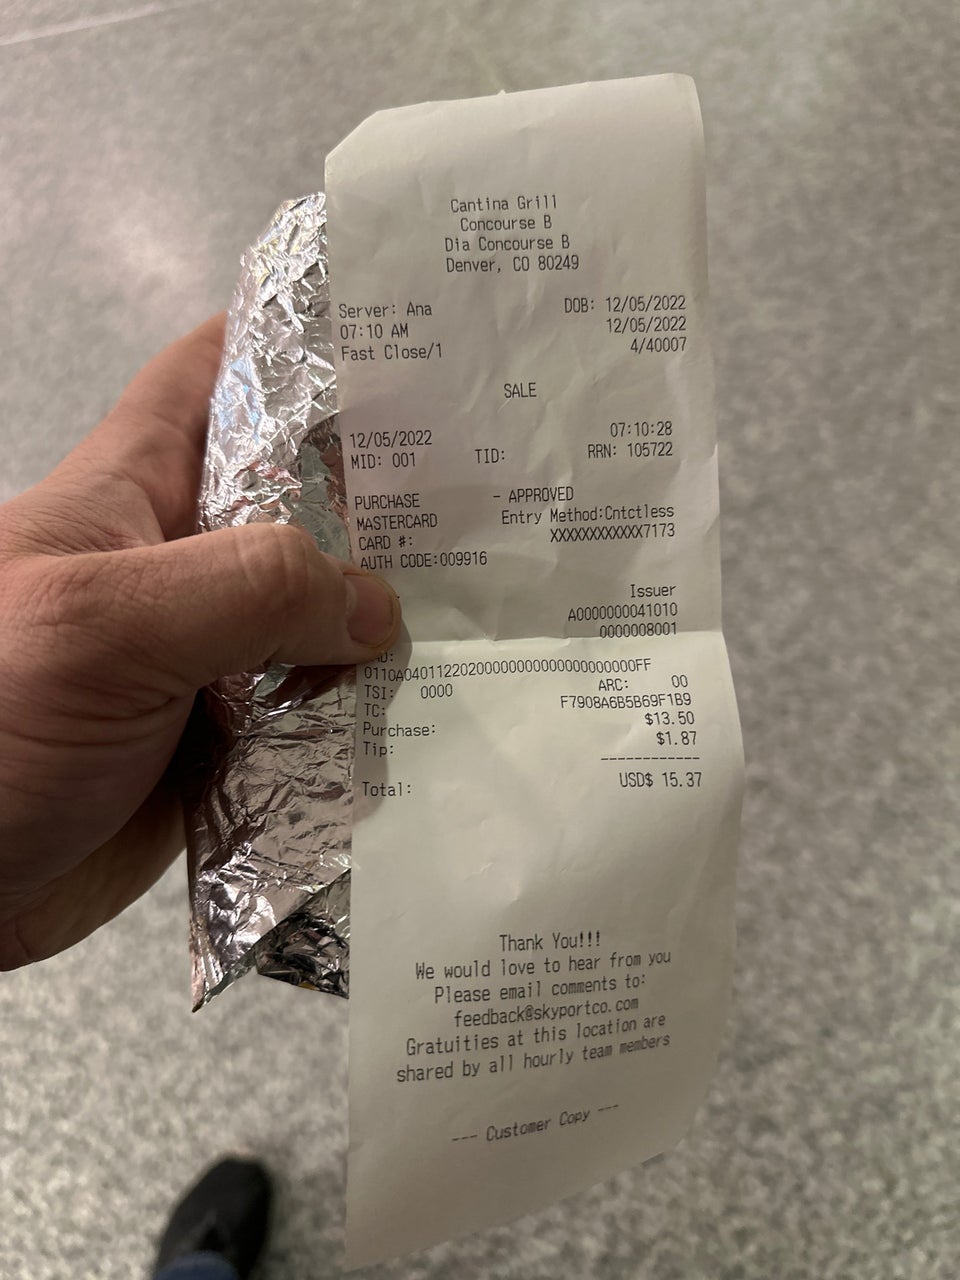 Cantina Grill
Concourse B
Dia Concourse B
Denver, CO 80249
Server: Ana DOB: 12/05/2022
07:10 AM 12/05/2022
Fast Close/1 4/40007
SALE
12/05/2022 07:10:28
MID: 001 TID: RRN: 105722
PURCHASE - APPROVED
MASTERCARD Entry Method:Cntctless
CARD #: XXXXXXXXXXXX7173
AUTH CODE:009916
Issuer
A0000000041010
0000008001
TSI: 0000 ARC: 00
TC: F7908A6B5B69F1B9
Purchase: $13.50
Tip: $1.87
------------
Total: USD$ 15.37
Thank You!!!
We would love to hear from you
Please email comments to:
feedback@skyportco.com
Gratuities at this location are
shared by all hourly team members
--- Customer Copy ---